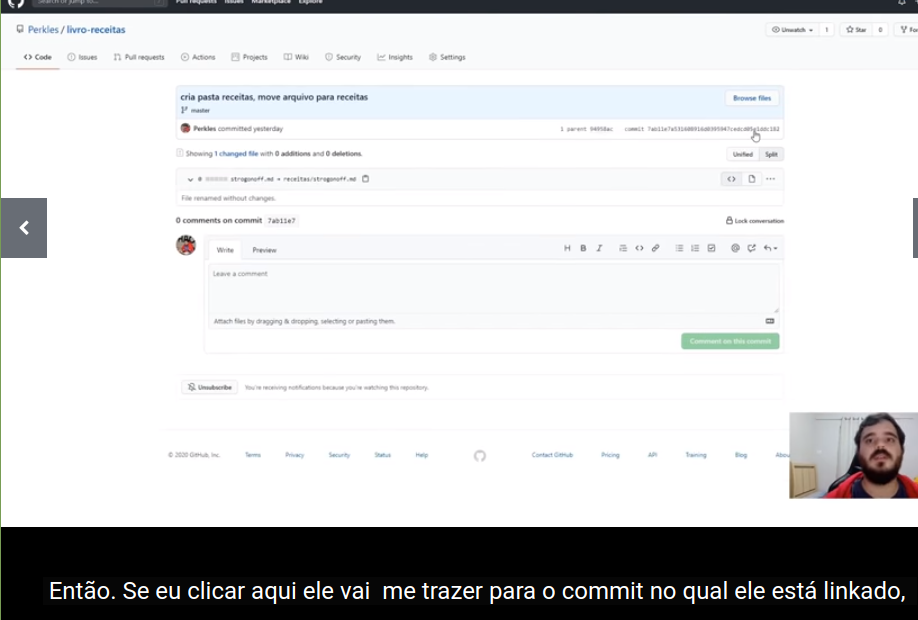 Search or jump to...
Pull requests Issues Marketplace Explore
Perkles / livro-receitas
Unwatch 1 Star 0
Code Issues Pull requests Actions Projects Wiki Security Insights Settings
cria pasta receitas, move arquivo para receitas
Browse files
master
Perkles committed yesterday
1 parent commit
Showing 1 changed file with 0 additions and 0 deletions.
Unified Split
0 strogonoff.md → receitas/strogonoff.md
File renamed without changes.
0 comments on commit 7ab11e7
Lock conversation
Write Preview
Leave a comment
Attach files by dragging & dropping, selecting or pasting them.
Comment on this commit
Unsubscribe You're receiving notifications because you're watching this repository.
© 2020 GitHub, Inc. Terms Privacy Security Status Help Contact GitHub Pricing API Training Blog
Então. Se eu clicar aqui ele vai me trazer para o commit no qual ele está linkado,